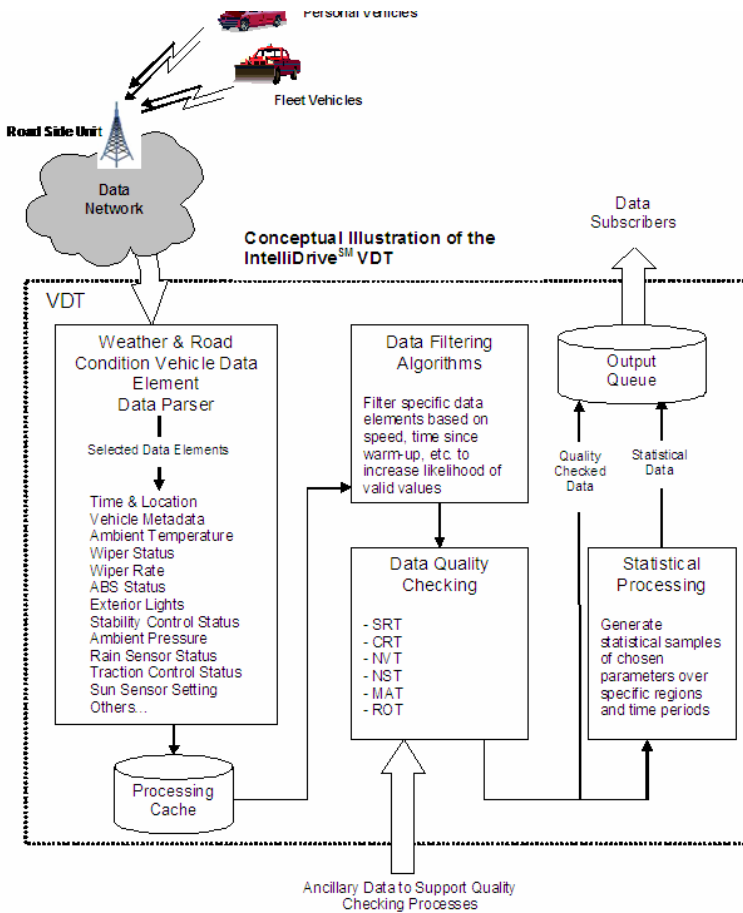 Personal Vehicles
Fleet Vehicles
Road Side Unit
Data
Network
Conceptual Illustration of the
IntelliDriveSM VDT
Data
Subscribers
VDT
Weather & Road
Condition Vehicle Data
Element
Data Parser
Selected Data Elements
Time & Location
Vehicle Metadata
Ambient Temperature
Wiper Status
Wiper Rate
ABS Status
Exterior Lights
Stability Control Status
Ambient Pressure
Rain Sensor Status
Traction Control Status
Sun Sensor Setting
Others...
Processing
Cache
Data Filtering
Algorithms
Filter specific data
elements based on
speed, time since
warm-up, etc. to
increase likelihood of
valid values
Data Quality
Checking
- SRT
- CRT
- NVT
- NST
- MAT
- ROT
Output
Queue
Quality
Checked
Data
Statistical
Data
Statistical
Processing
Generate
statistical samples
of chosen
parameters over
specific regions
and time periods
Ancillary Data to Support Quality
Checking Processes